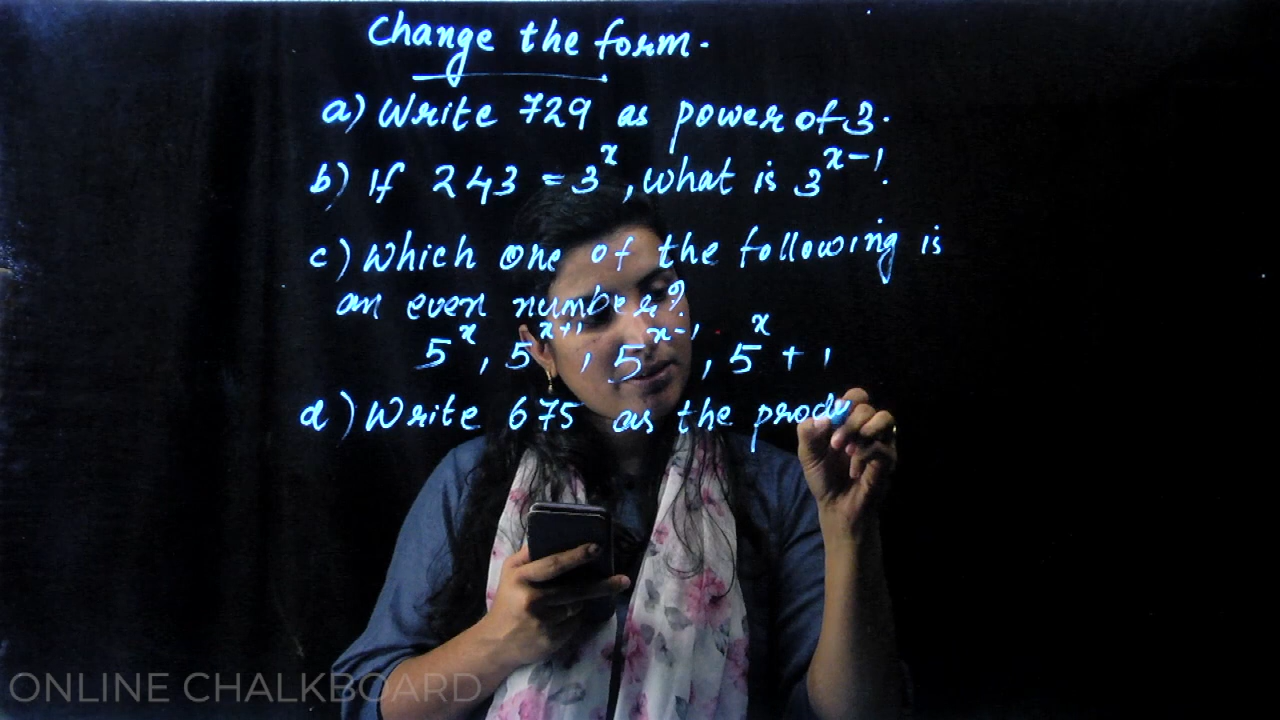 Change the form.
a) Write 729 as power of 3.
b) If 243 = 3^x, what is 3^x-1.
c) Which one of the following is
an even number?
5^x, 5^x+1, 5^x-1, 5^x + 1
d) Write 675 as the produ
ONLINE CHALKBOARD